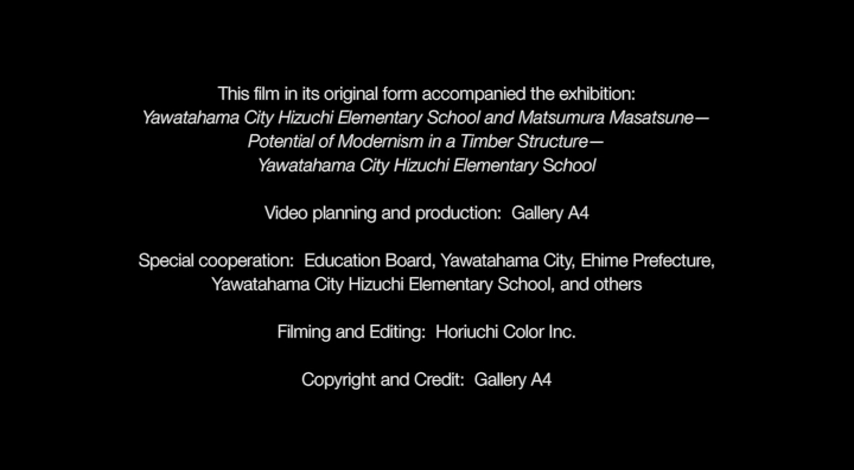 This film in its original form accompanied the exhibition:
Yawatahama City Hizuchi Elementary School and Matsumura Masatsune—
Potential of Modernism in a Timber Structure—
Yawatahama City Hizuchi Elementary School
Video planning and production:  Gallery A4
Special cooperation:  Education Board, Yawatahama City, Ehime Prefecture,
Yawatahama City Hizuchi Elementary School, and others
Filming and Editing:  Horiuchi Color Inc.
Copyright and Credit:  Gallery A4